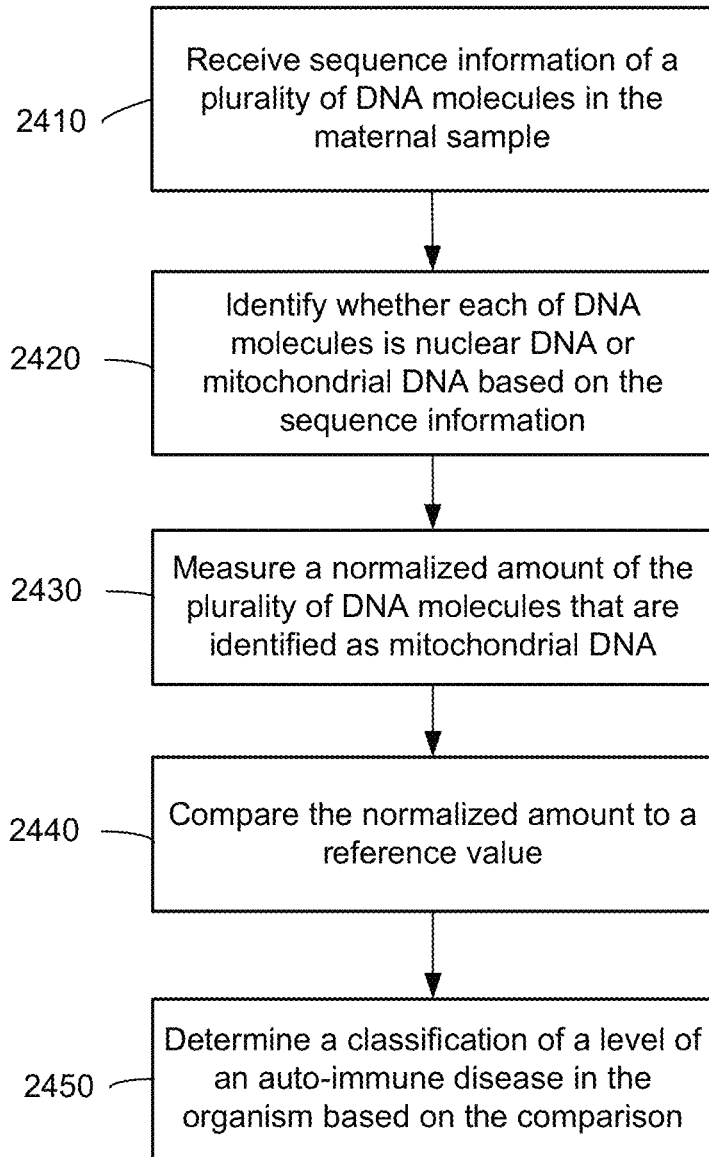 2410
Receive sequence information of a
plurality of DNA molecules in the
maternal sample
2420
Identify whether each of DNA
molecules is nuclear DNA or
mitochondrial DNA based on the
sequence information
2430
Measure a normalized amount of the
plurality of DNA molecules that are
identified as mitochondrial DNA
2440
Compare the normalized amount to a
reference value
2450
Determine a classification of a level of
an auto-immune disease in the
organism based on the comparison